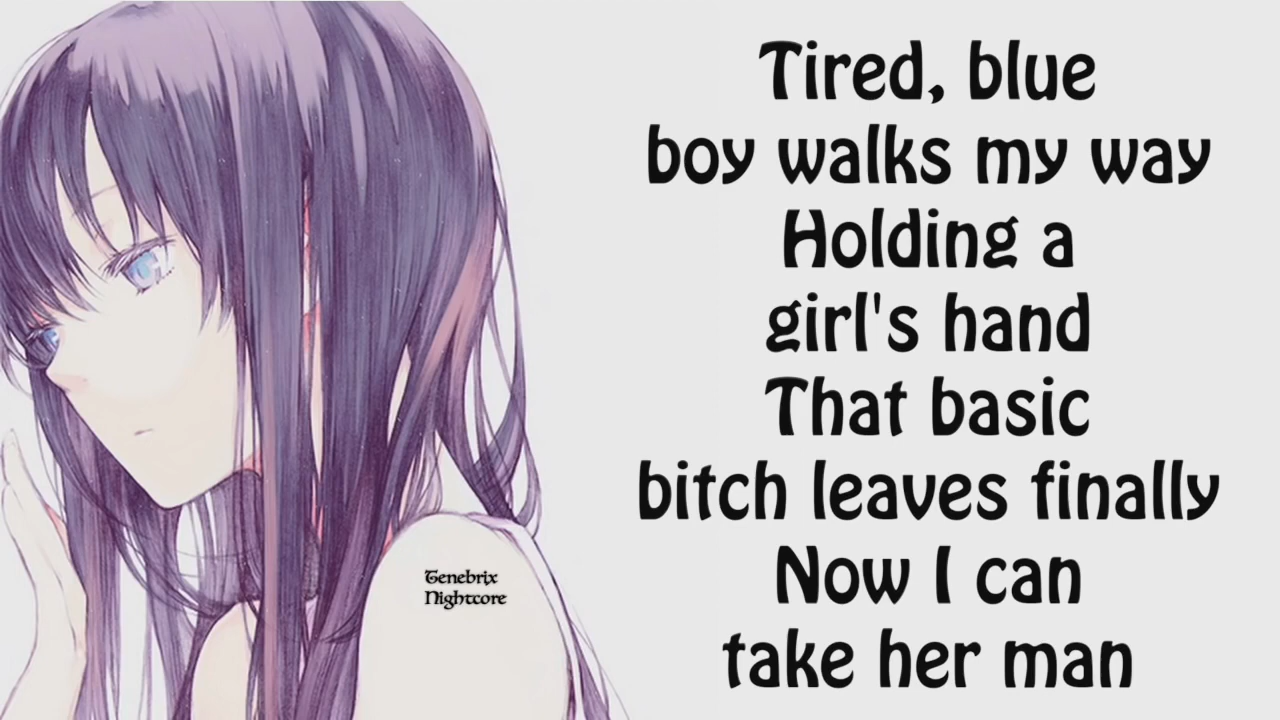 Tired, blue
boy walks my way
Holding a
girl's hand
That basic
bitch leaves finally
Now I can
take her man
Tenebrix
Nightcore